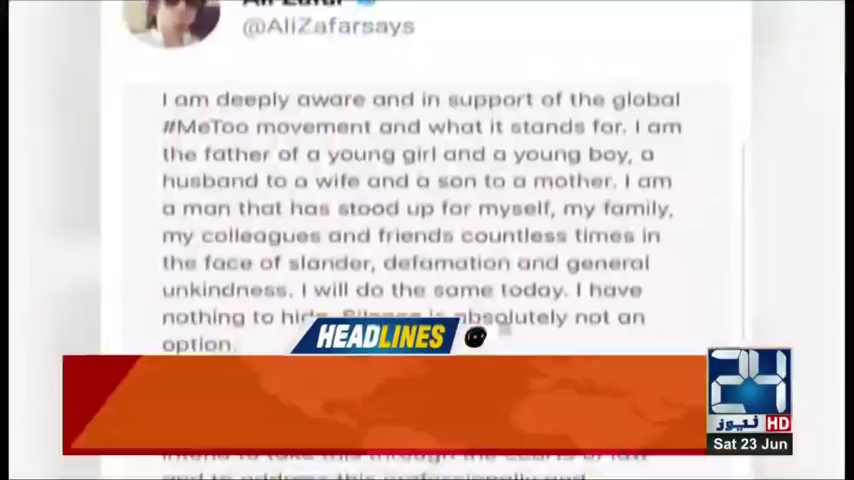 @AliZafarsays
I am deeply aware and in support of the global
#MeToo movement and what it stands for. I am
the father of a young girl and a young boy, a
husband to a wife and a son to a mother. I am
a man that has stood up for myself, my family,
my colleagues and friends countless times in
the face of slander, defamation and general
unkindness. I will do the same today. I have
nothing to hide. Silence is absolutely not an
option.
HEADLINES
24
نیوز HD
Sat 23 Jun